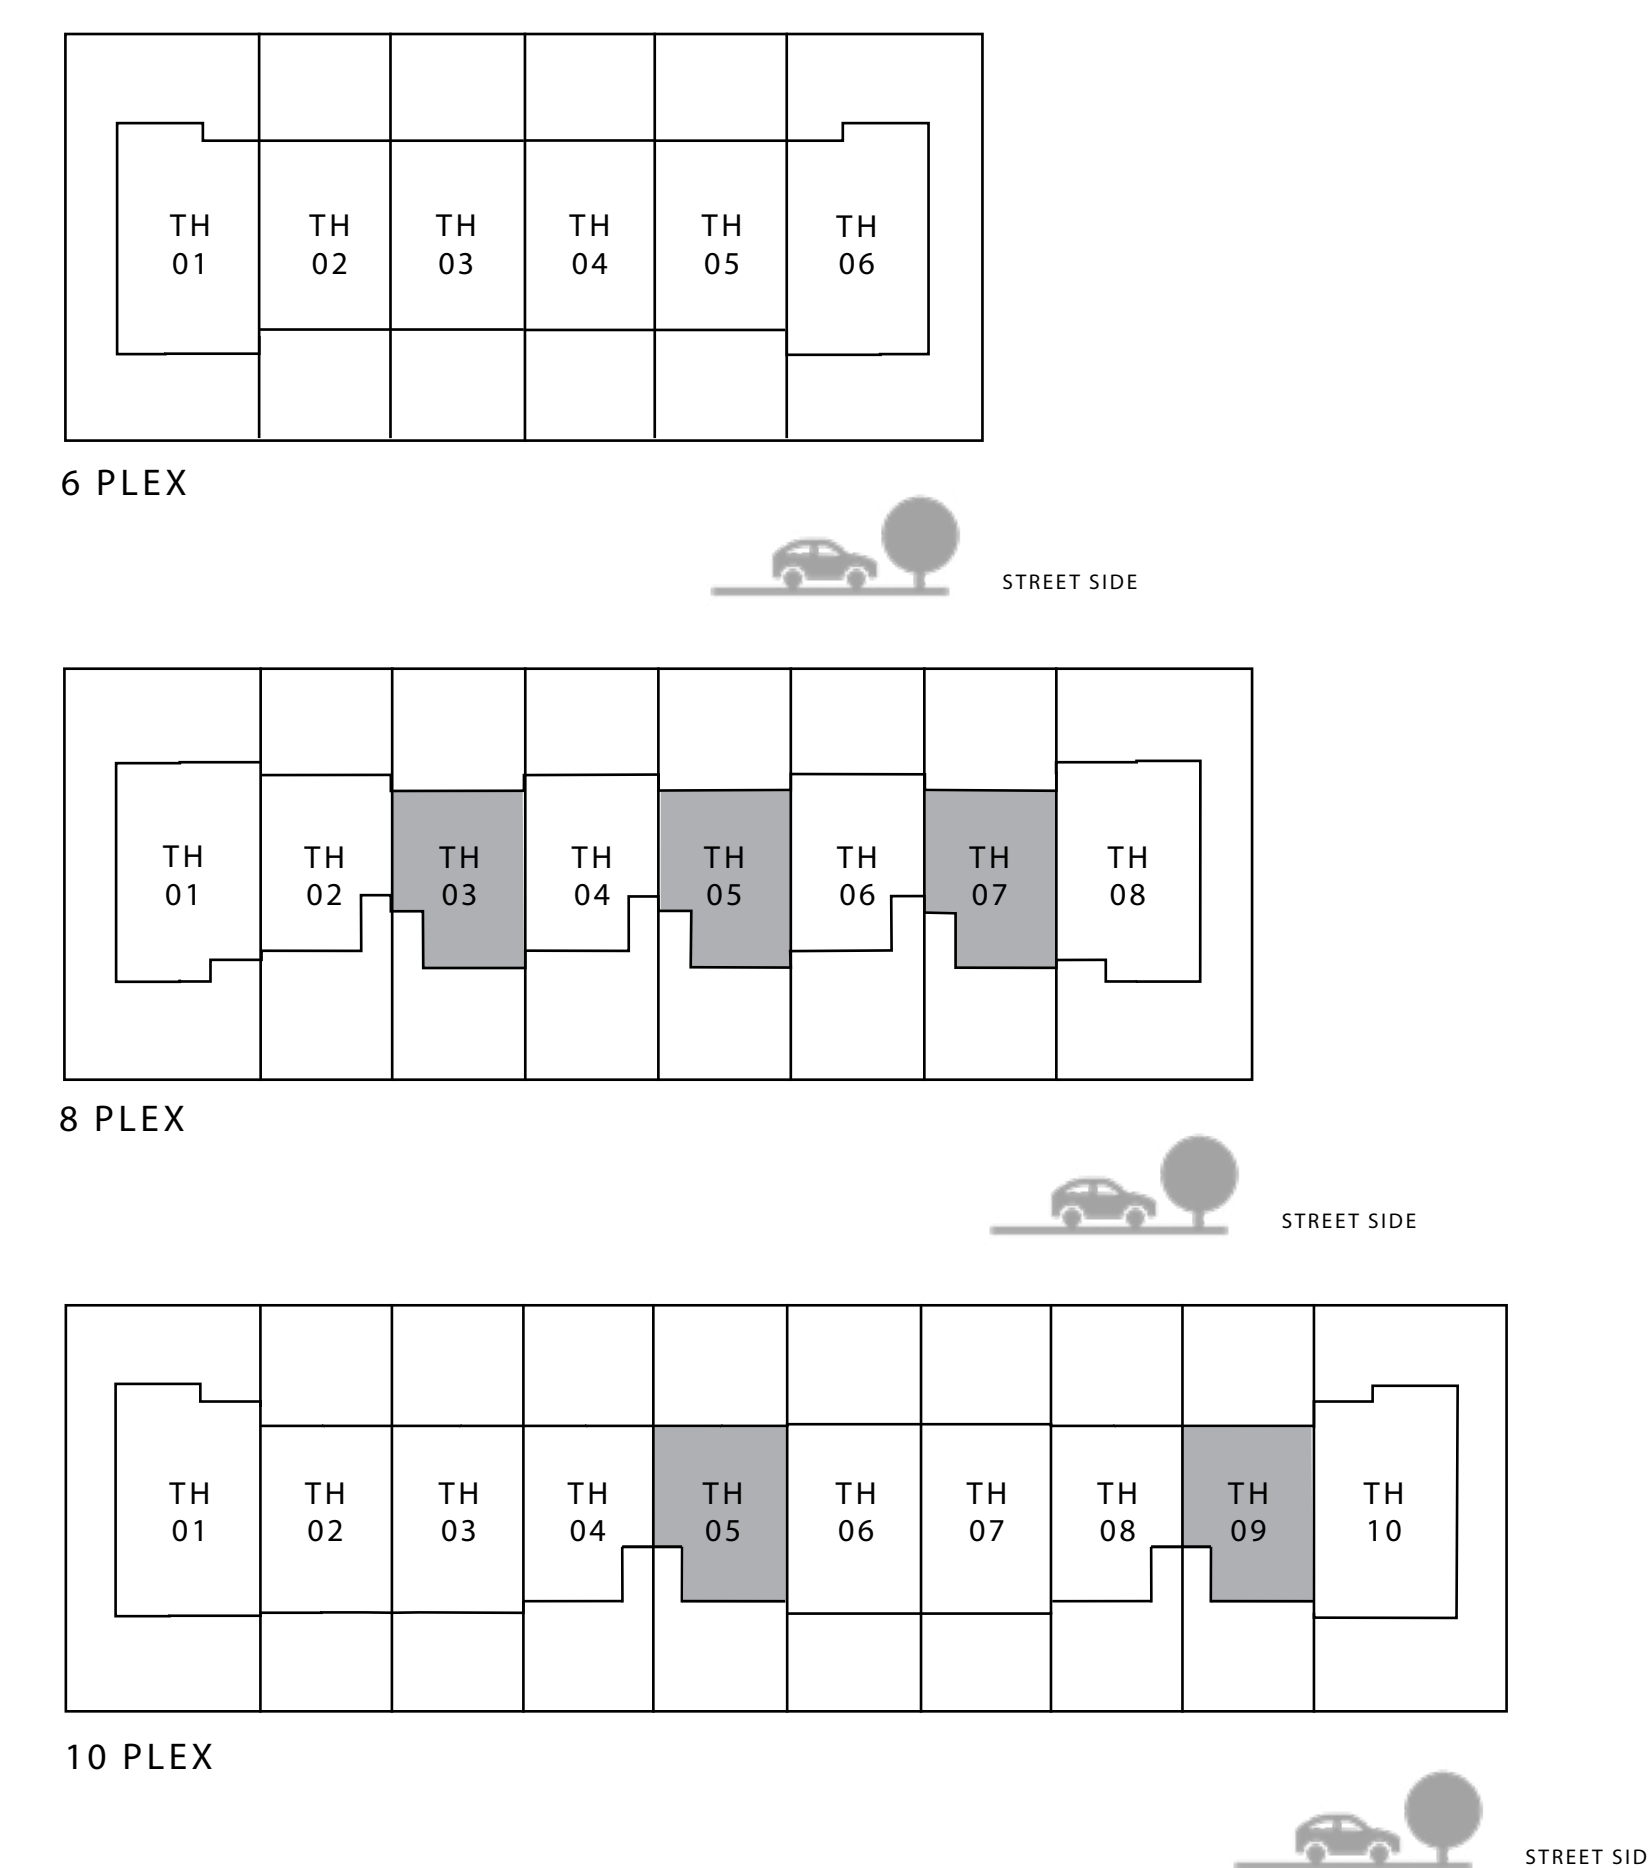 TH TH TH TH TH TH
01 02 03 04 05 06
6 PLEX
STREET SIDE
TH TH TH TH TH TH TH TH
01 02 03 04 05 06 07 08
8 PLEX
STREET SIDE
TH TH TH TH TH TH TH TH TH TH
01 02 03 04 05 06 07 08 09 10
10 PLEX
STREET SID